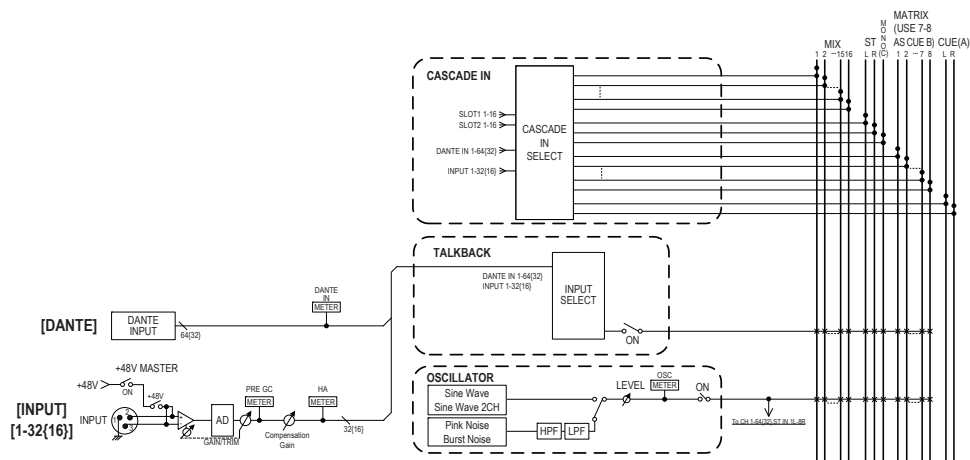 MATRIX
(USE 7-8
MIX ST L R MONO(C) AS CUE B) CUE(A)
1 2 ─ 15 16 L R 1 2 ─ 7 8 L R
CASCADE IN
SLOT1 1-16
SLOT2 1-16
DANTE IN 1-64{32}
INPUT 1-32{16}
CASCADE
IN
SELECT
TALKBACK
DANTE IN 1-64{32}
INPUT 1-32{16}
INPUT
SELECT
ON
[DANTE]
DANTE
INPUT
64{32}
DANTE
IN
METER
+48V MASTER
+48V
ON
+48V
[INPUT]
[1-32{16}]
INPUT
1
2
3
+
-
AD
GAIN/TRIM
PRE GC
METER
Compensation
Gain
HA
METER
32{16}
OSCILLATOR
Sine Wave
Sine Wave 2CH
Pink Noise
Burst Noise
HPF
LPF
LEVEL
OSC
METER
ON
To CH 1-64{32},ST IN 1L-8R